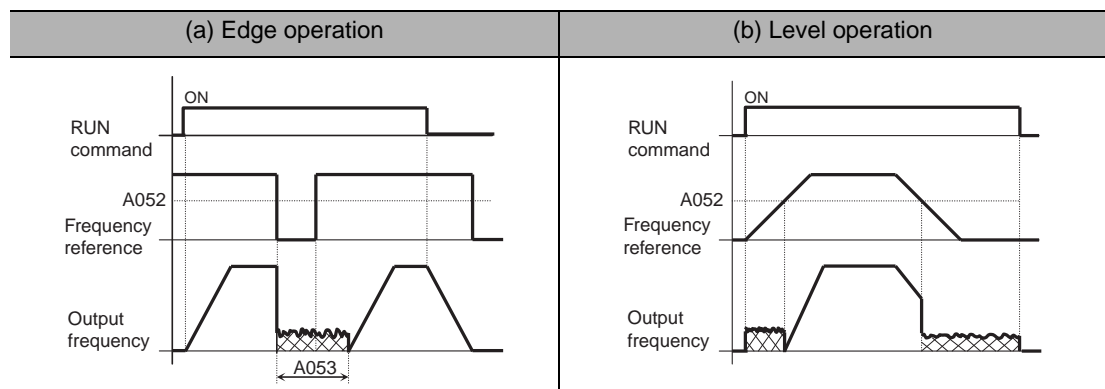 (a) Edge operation
(b) Level operation
ON
RUN
command
A052
Frequency
reference
Output
frequency
A053
ON
RUN
command
A052
Frequency
reference
Output
frequency